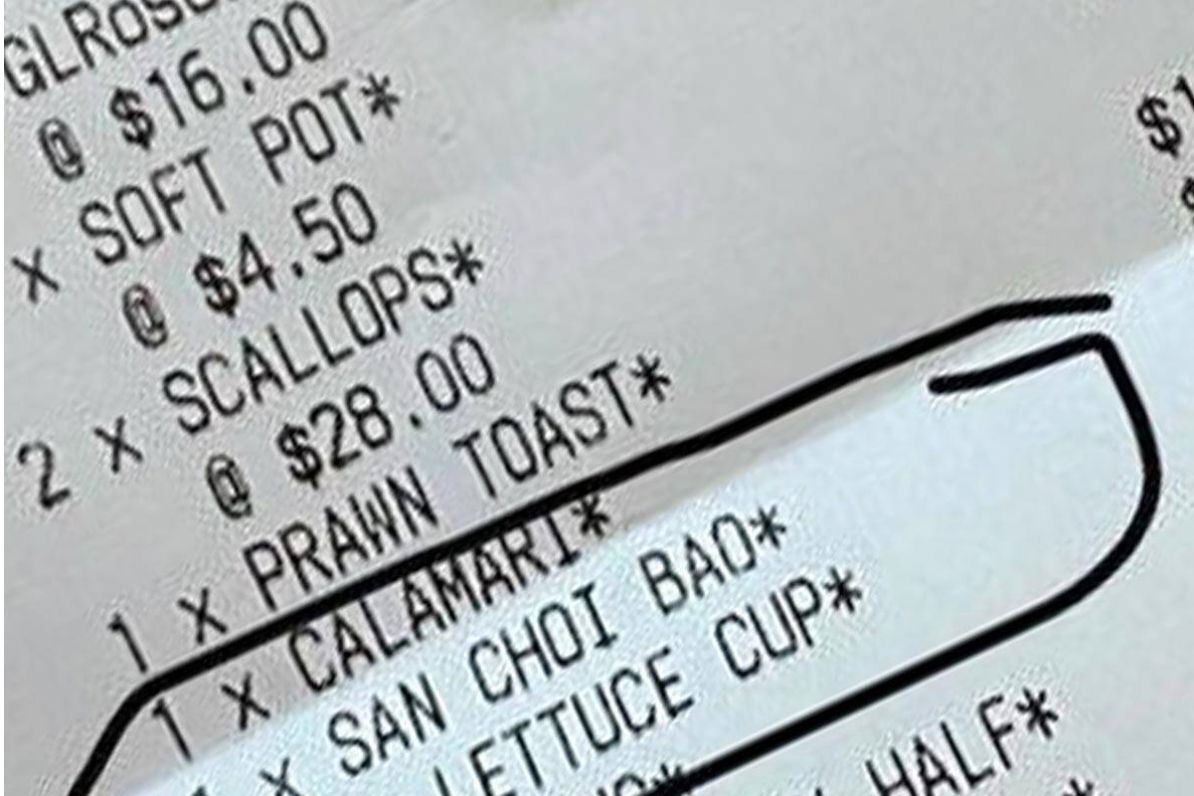 GLRose
@ $16.00
x SOFT POT*
@ $4.50
2 x SCALLOPS*
@ $28.00
1 x PRAWN TOAST*
1 x CALAMARI*
x SAN CHOI BAO*
LETTUCE CUP*
HALF*